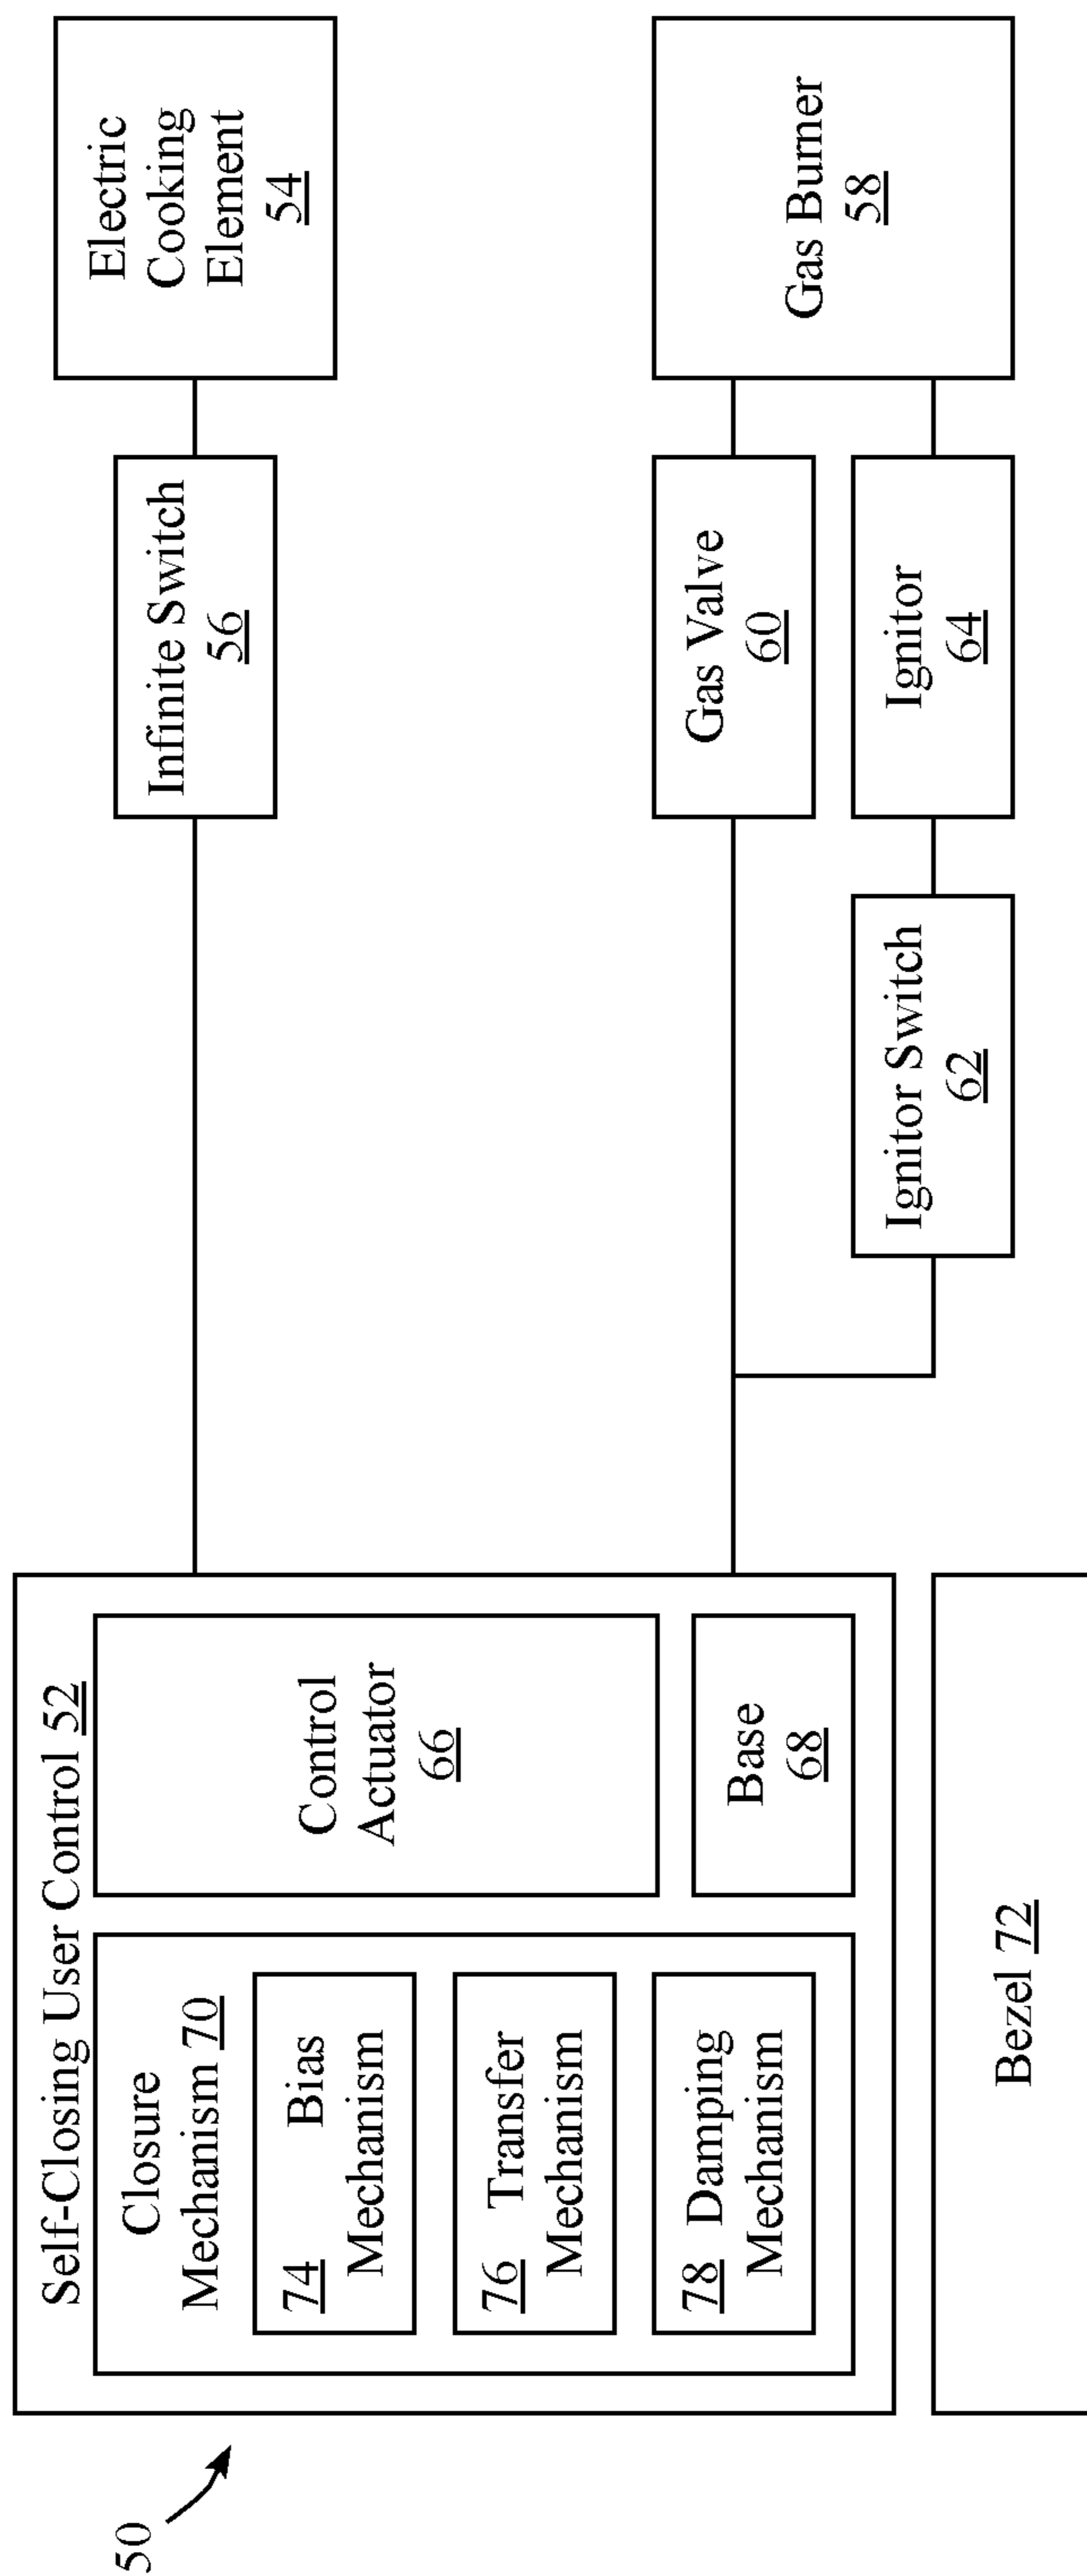 50
Self-Closing User Control 52
Closure
Mechanism 70
74 Bias
Mechanism
76 Transfer
Mechanism
78 Damping
Mechanism
Control
Actuator
66
Base
68
Bezel 72
Infinite Switch
56
Electric
Cooking
Element
54
Gas Valve
60
Ignitor Switch
62
Ignitor
64
Gas Burner
58